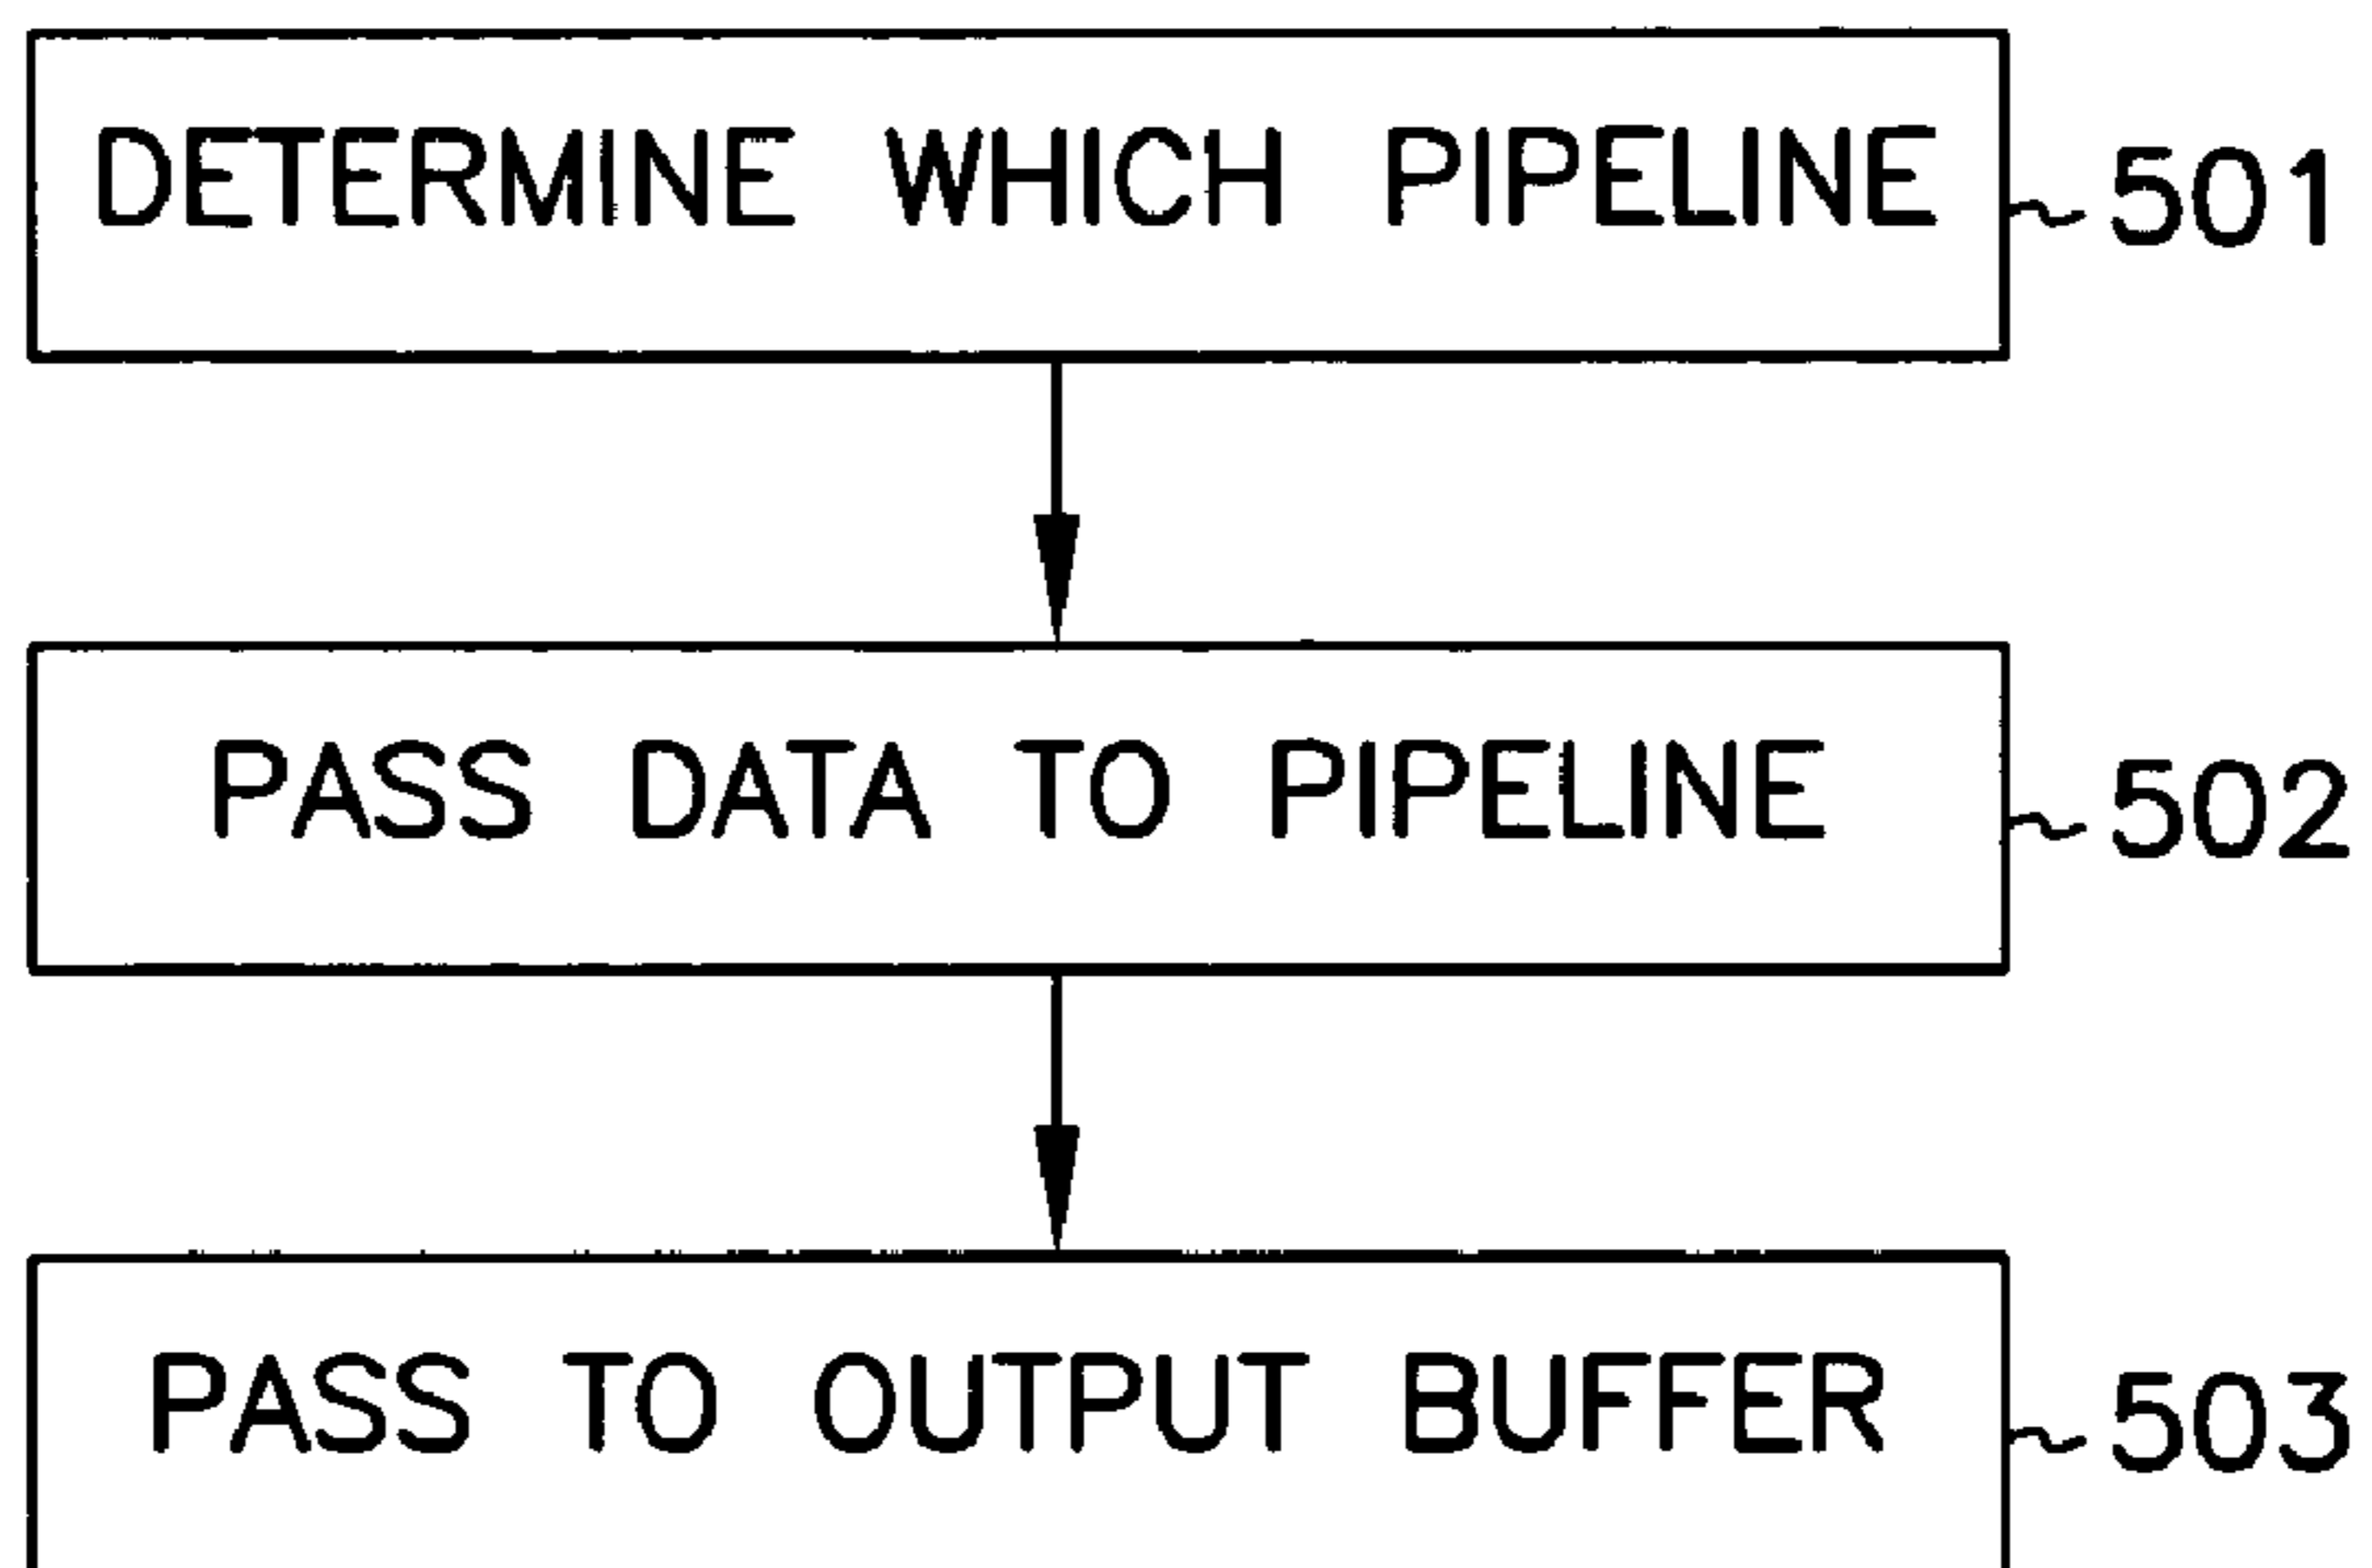 DETERMINE WHICH PIPELINE
501
PASS DATA TO PIPELINE
502
PASS TO OUTPUT BUFFER
503